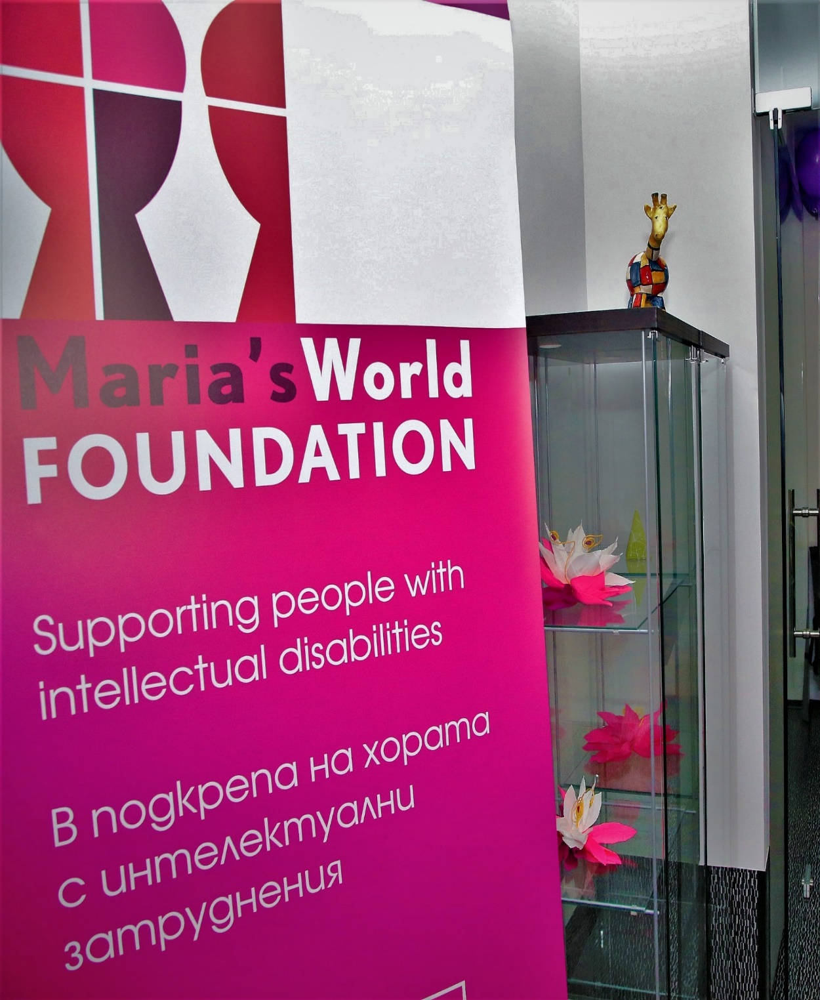 Maria's World
FOUNDATION
Supporting people with
intellectual disabilities
В подкрепа на хората
с интелектуални
затруднения